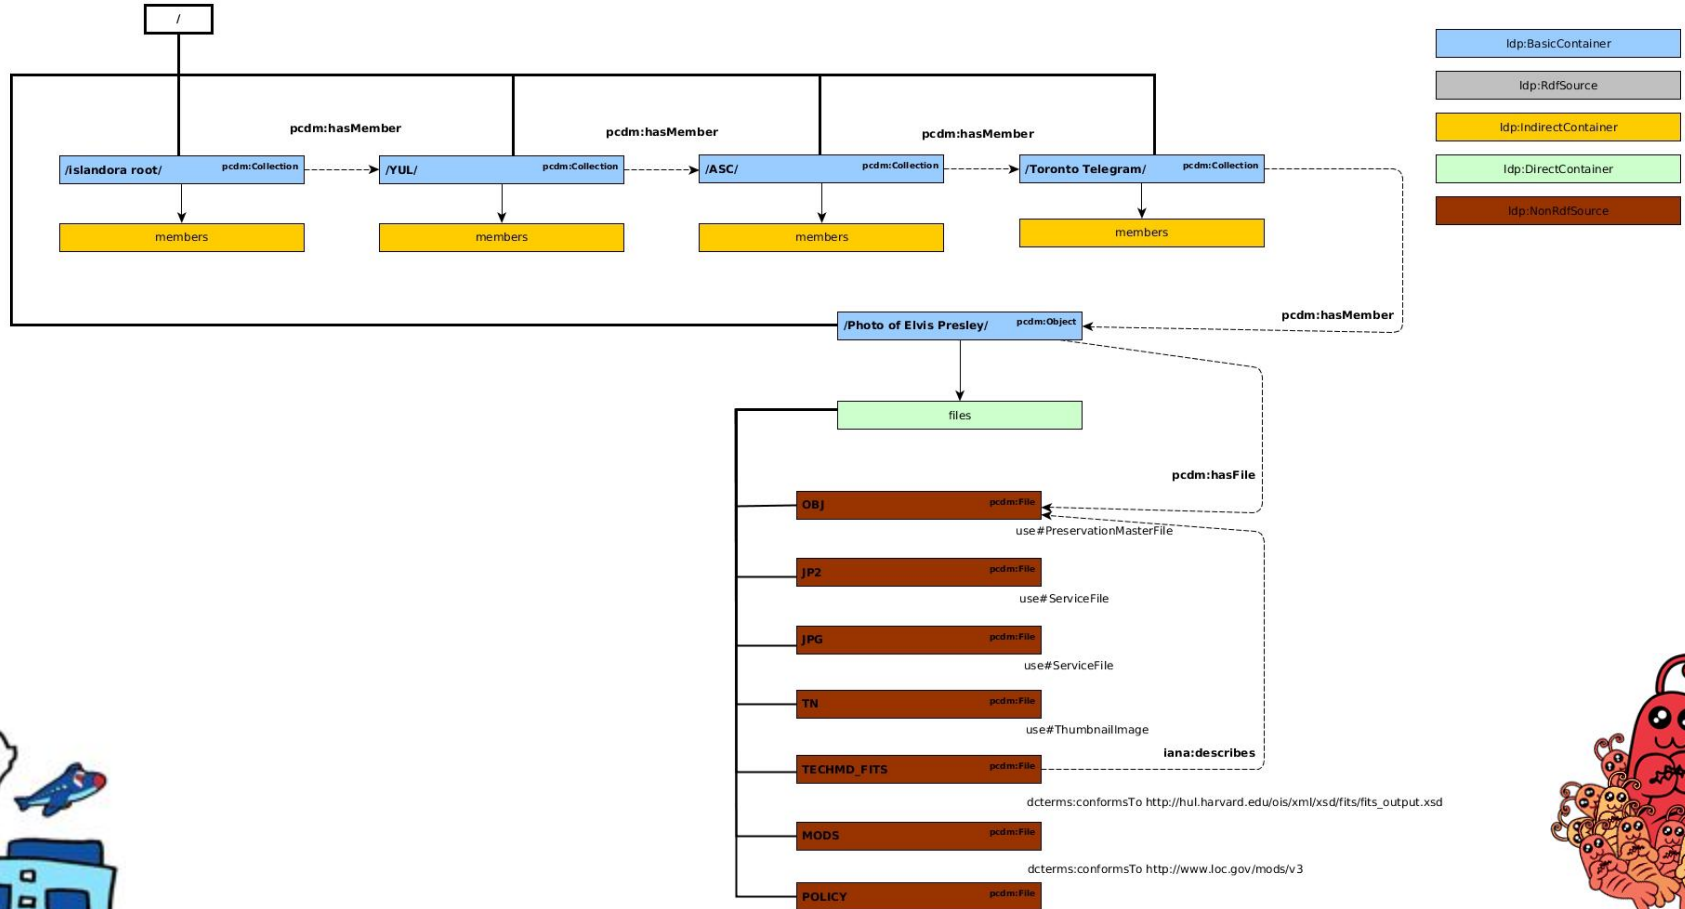 /
ldp:BasicContainer
ldp:RdfSource
ldp:IndirectContainer
ldp:DirectContainer
ldp:NonRdfSource
pcdm:hasMember
pcdm:hasMember
pcdm:hasMember
/islandora root/ pcdm:Collection
/YUL/ pcdm:Collection
/ASC/ pcdm:Collection
/Toronto Telegram/ pcdm:Collection
members
members
members
members
pcdm:hasMember
/Photo of Elvis Presley/ pcdm:Object
files
pcdm:hasFile
OBJ pcdm:File
use#PreservationMasterFile
JP2 pcdm:File
use#ServiceFile
JPG pcdm:File
use#ServiceFile
TN pcdm:File
use#ThumbnailImage
iana:describes
TECHMD_FITS pcdm:File
dcterms:conformsTo http://hul.harvard.edu/ois/xml/xsd/fits/fits_output.xsd
MODS pcdm:File
dcterms:conformsTo http://www.loc.gov/mods/v3
POLICY pcdm:File